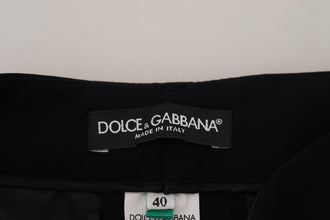 DOLCE & GABBANA®
MADE IN ITALY
40
DOLCE & GABBANA